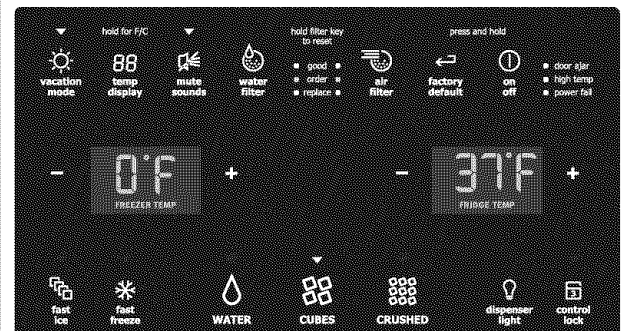 hold for F/C
hold filter key
to reset
press and hold
vacation
mode
88
temp
display
mute
sounds
water
filter
good
order
replace
air
filter
factory
default
on
off
door ajar
high temp
power fail
− 0°F +
FREEZER TEMP
− 37°F +
FRIDGE TEMP
fast
ice
fast
freeze
WATER
CUBES
CRUSHED
dispenser
light
3
control
lock